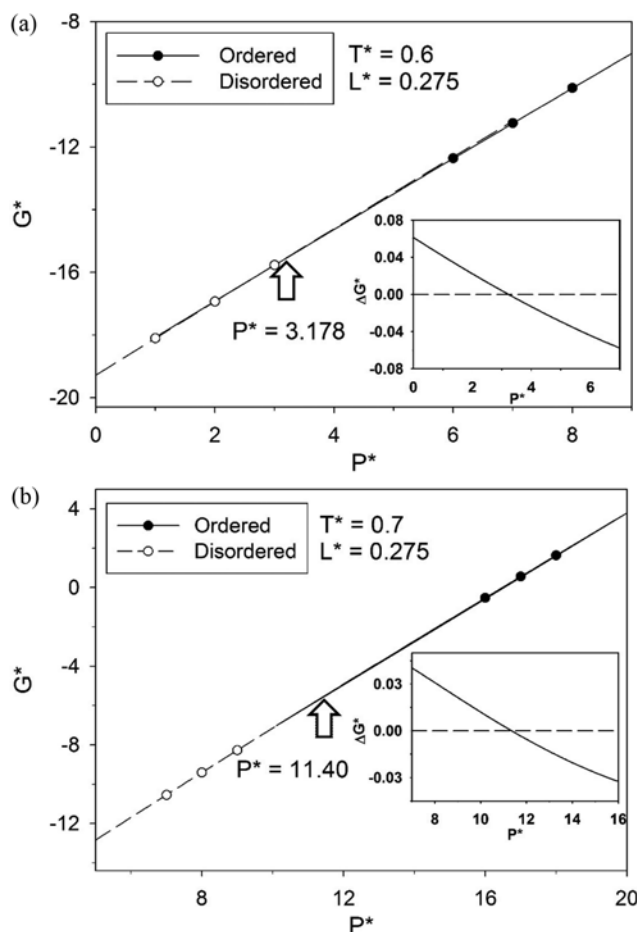 (a)
-8
-12
-16
-20
G*
Ordered
Disordered
T* = 0.6
L* = 0.275
P* = 3.178
0.08
0.04
0.00
-0.04
-0.08
ΔG*
0 2 4 6
P*
0 2 4 6 8
P*
(b)
4
0
-4
-8
-12
G*
Ordered
Disordered
T* = 0.7
L* = 0.275
P* = 11.40
0.03
0.00
-0.03
ΔG*
8 10 12 14 16
P*
8 12 16 20
P*